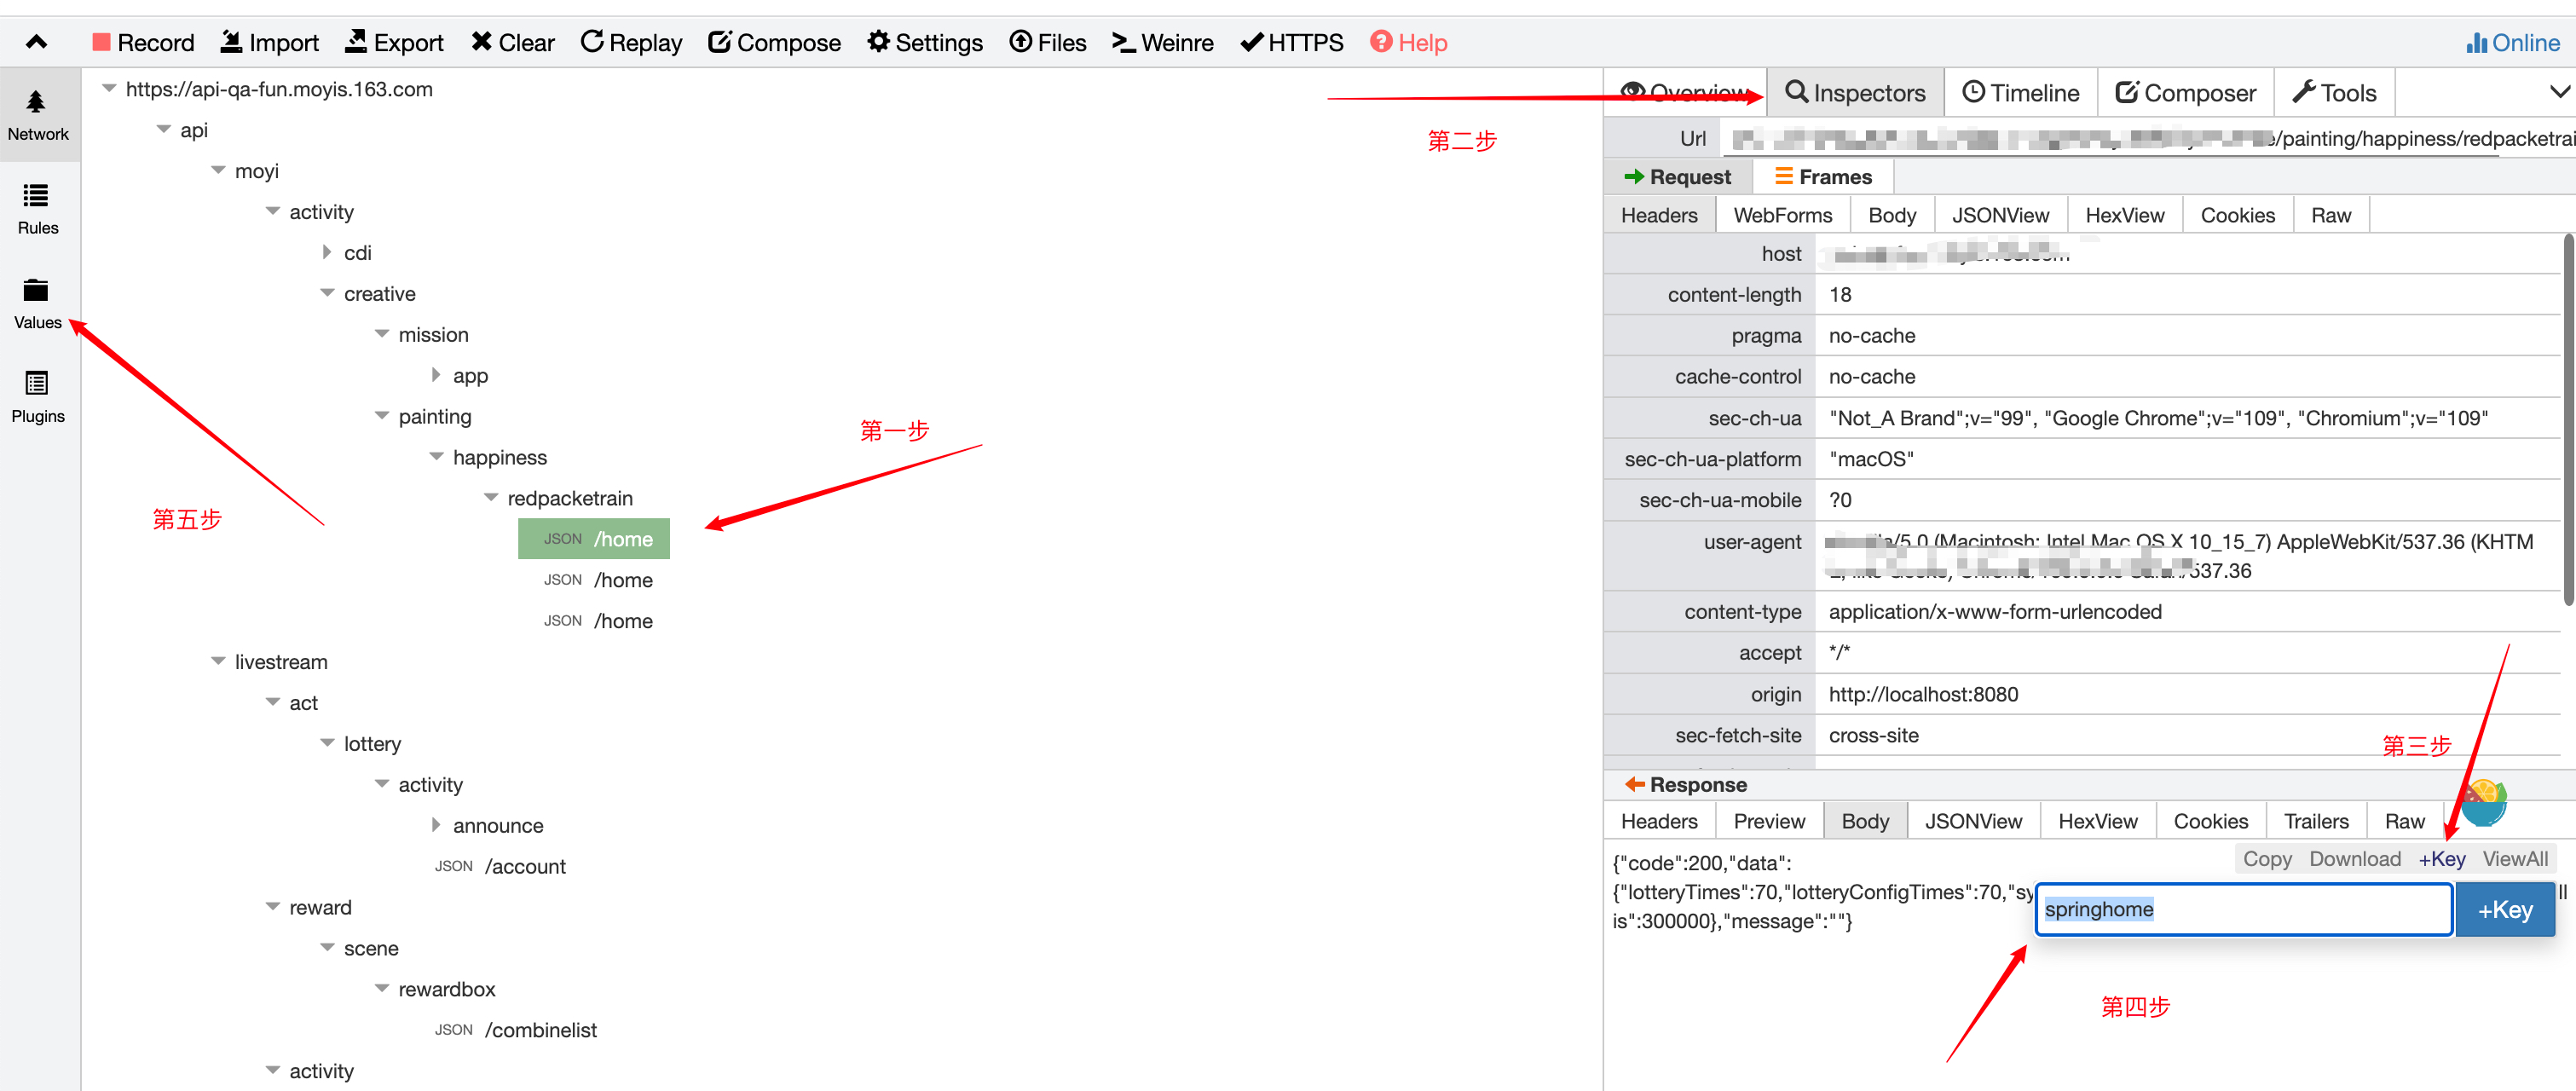 Record Import Export Clear Replay Compose Settings Files Weinre HTTPS Help Online
Network
Rules
Values
Plugins
https://api-qa-fun.moyis.163.com
api
moyi
activity
cdi
creative
mission
app
painting
happiness
redpacketrain
JSON /home
JSON /home
JSON /home
livestream
act
lottery
activity
announce
JSON /account
reward
scene
rewardbox
JSON /combinelist
activity
第一步
第五步
第二步
Overview Inspectors Timeline Composer Tools
Url /painting/happiness/redpacketrai
Request Frames
Headers WebForms Body JSONView HexView Cookies Raw
host
content-length 18
pragma no-cache
cache-control no-cache
sec-ch-ua "Not_A Brand";v="99", "Google Chrome";v="109", "Chromium";v="109"
sec-ch-ua-platform "macOS"
sec-ch-ua-mobile ?0
user-agent /5.0 (Macintosh; Intel Mac OS X 10_15_7) AppleWebKit/537.36 (KHTM
/537.36
content-type application/x-www-form-urlencoded
accept */*
origin http://localhost:8080
sec-fetch-site cross-site
第三步
Response
Headers Preview Body JSONView HexView Cookies Trailers Raw
Copy Download +Key ViewAll
{"code":200,"data":
{"lotteryTimes":70,"lotteryConfigTimes":70,"sy ll
is":300000},"message":""}
springhome +Key
第四步